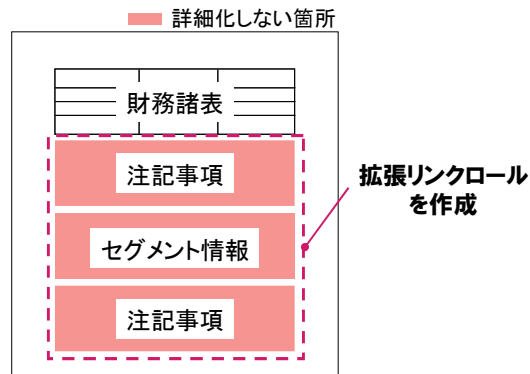 詳細化しない箇所
財務諸表
注記事項
拡張リンクロール
を作成
セグメント情報
注記事項